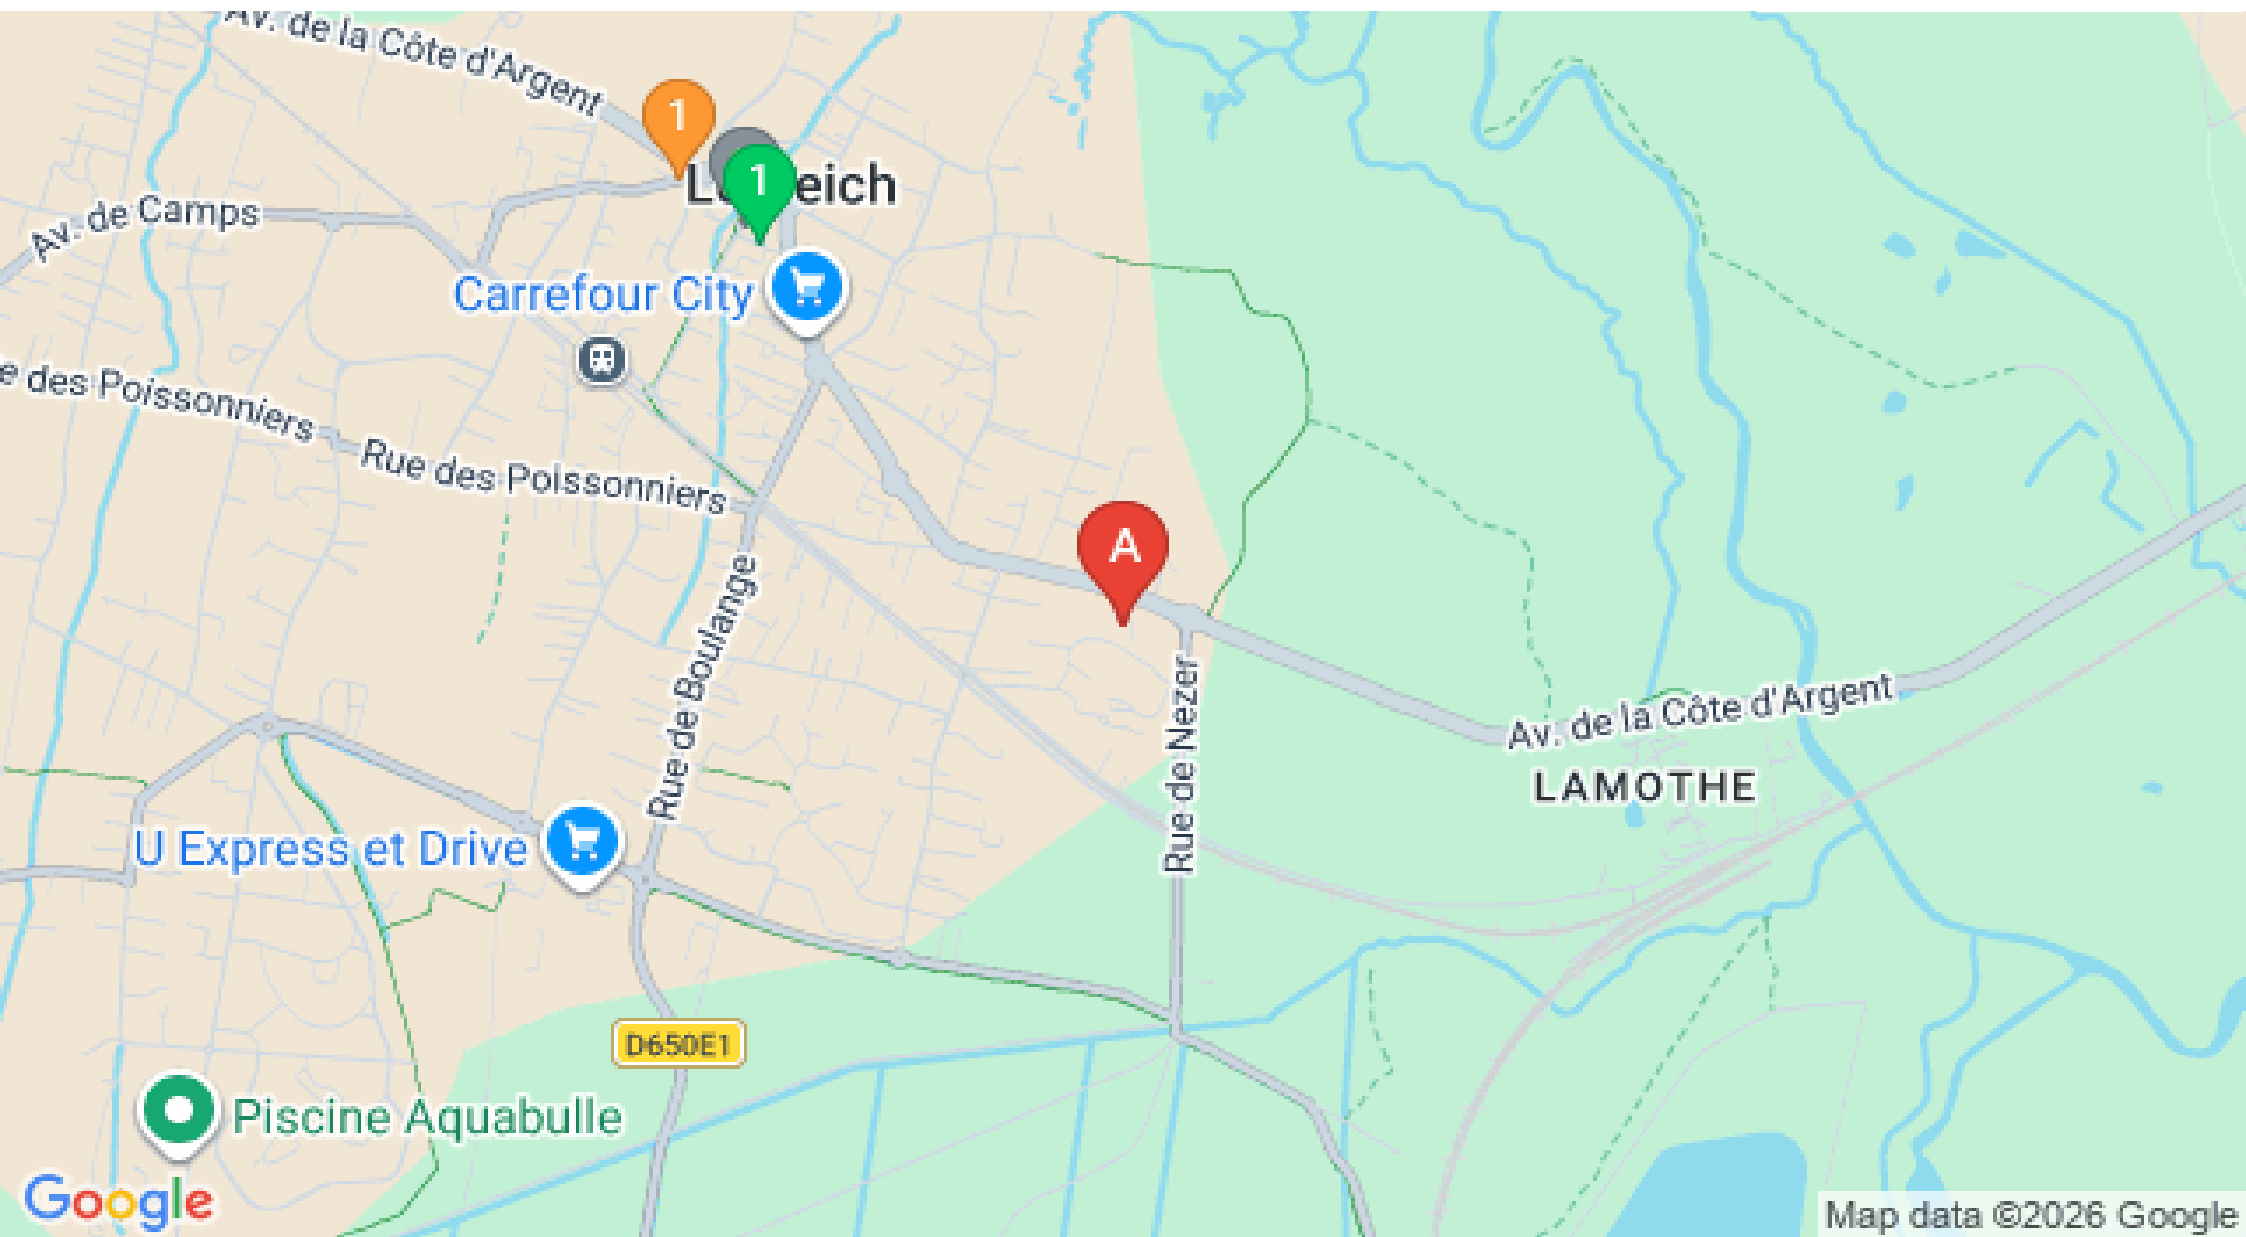 Av. de la Côte d'Argent
1
1
eich
Av. de Camps
Carrefour City
e des Poissonniers
Rue des Poissonniers
A
Rue de Boulange
Rue de Nezer
Av. de la Côte d'Argent
LAMOTHE
U Express et Drive
D650E1
Piscine Aquabulle
Google
Map data ©2026 Google